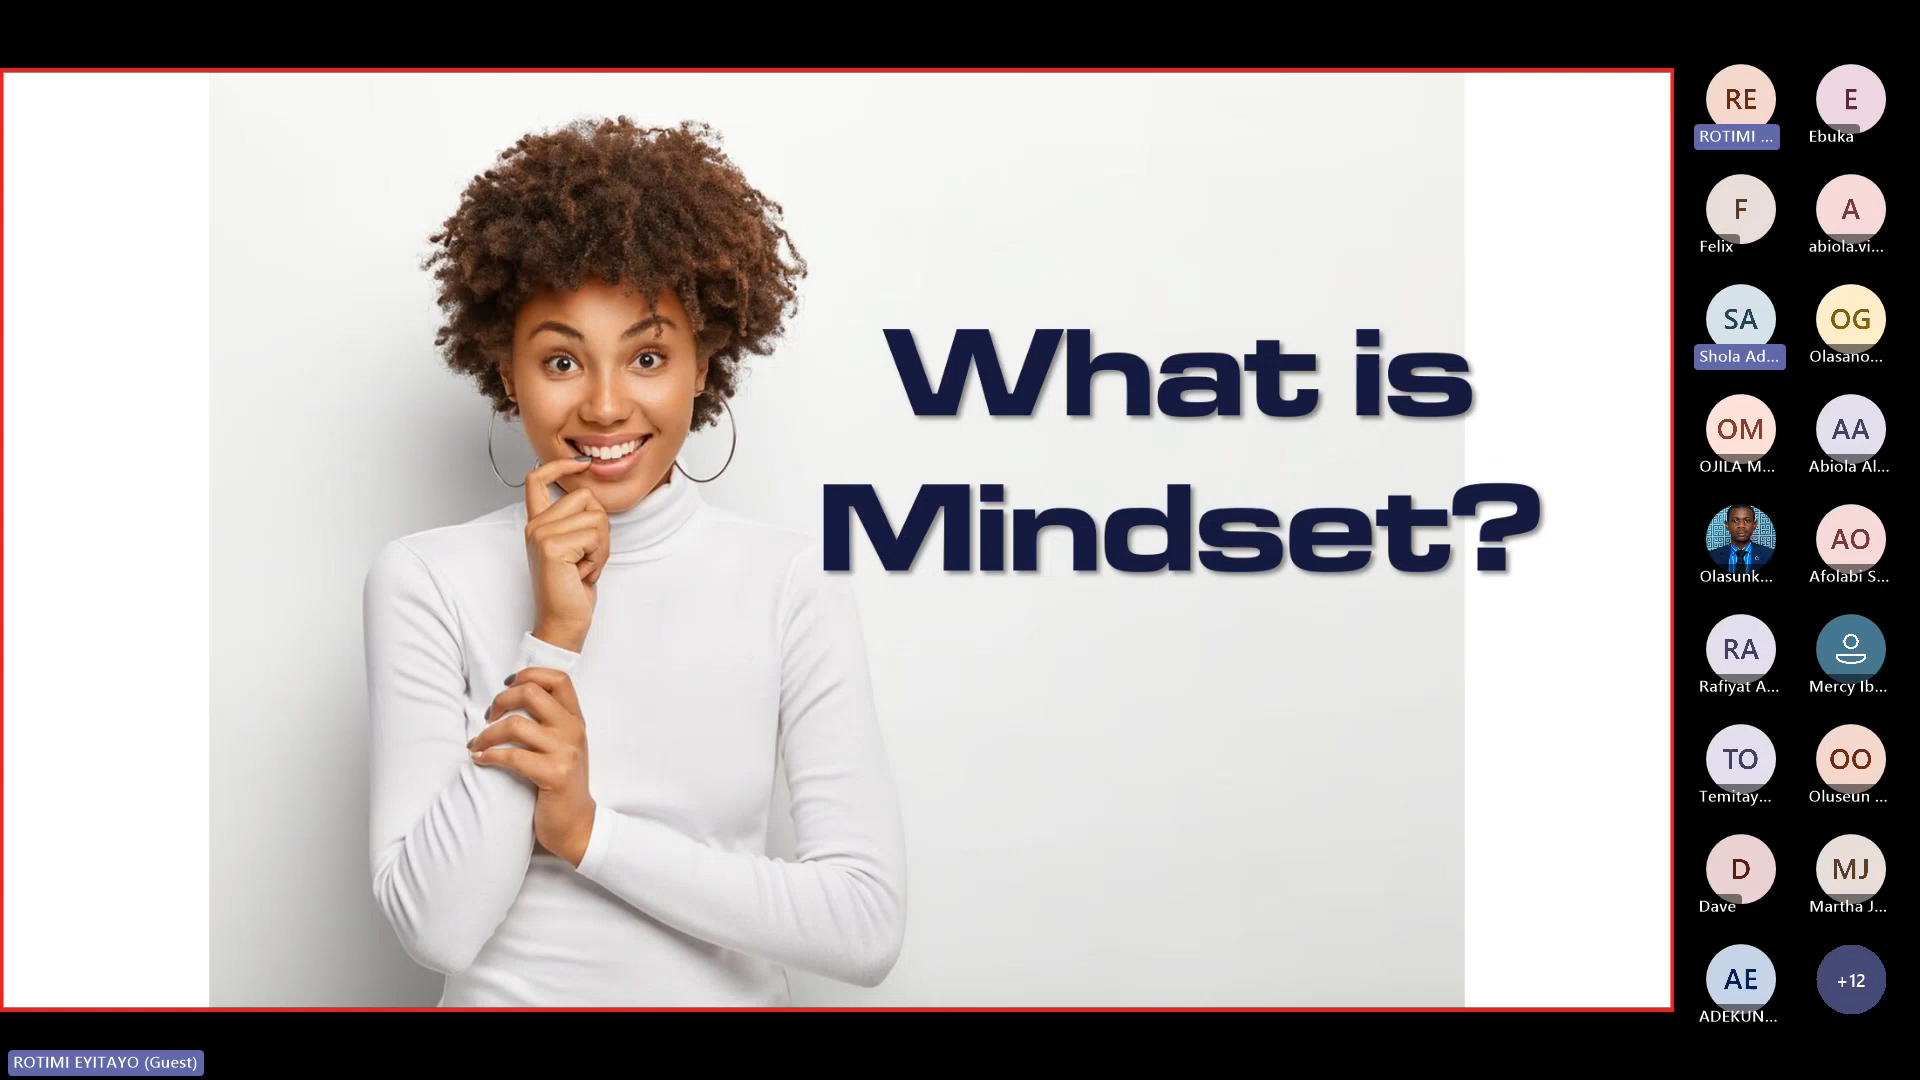 What is
Mindset?
RE
ROTIMI ...
E
Ebuka
F
Felix
A
abiola.vi...
SA
Shola Ad...
OG
Olasano...
OM
OJILA M...
AA
Abiola Al...
Olasunk...
AO
Afolabi S...
RA
Rafiyat A...
Mercy Ib...
TO
Temitay...
OO
Oluseun ...
D
Dave
MJ
Martha J...
AE
ADEKUN...
+12
ROTIMI EYITAYO (Guest)